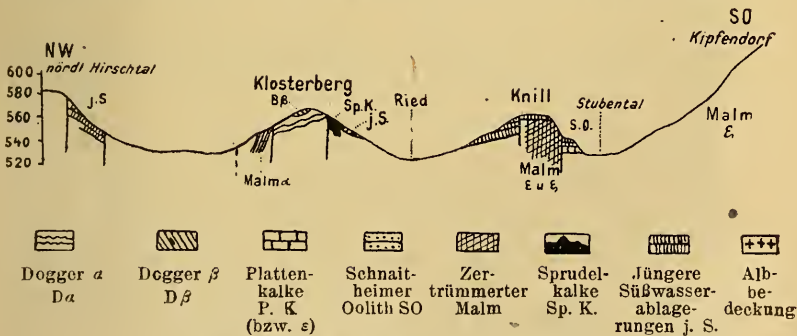 SO
Kipfendorf
NW
nördl Hirschtal
600
580
560
540
520
J.S
Klosterberg
Bβ
Sp.K.
J.S.
Ried
Knill
S.O.
Stubental
Malm
ξ
Malmα
Malm
ε u ξ
Dogger α
Dα
Dogger β
Dβ
Platten-
kalke
P. K
(bzw. ε)
Schnait-
heimer
Oolith SO
Zer-
trümmerter
Malm
Sprudel-
kalke
Sp. K.
Jüngere
Süßwasser-
ablage-
rungen j. S.
Alb-
be-
deckung